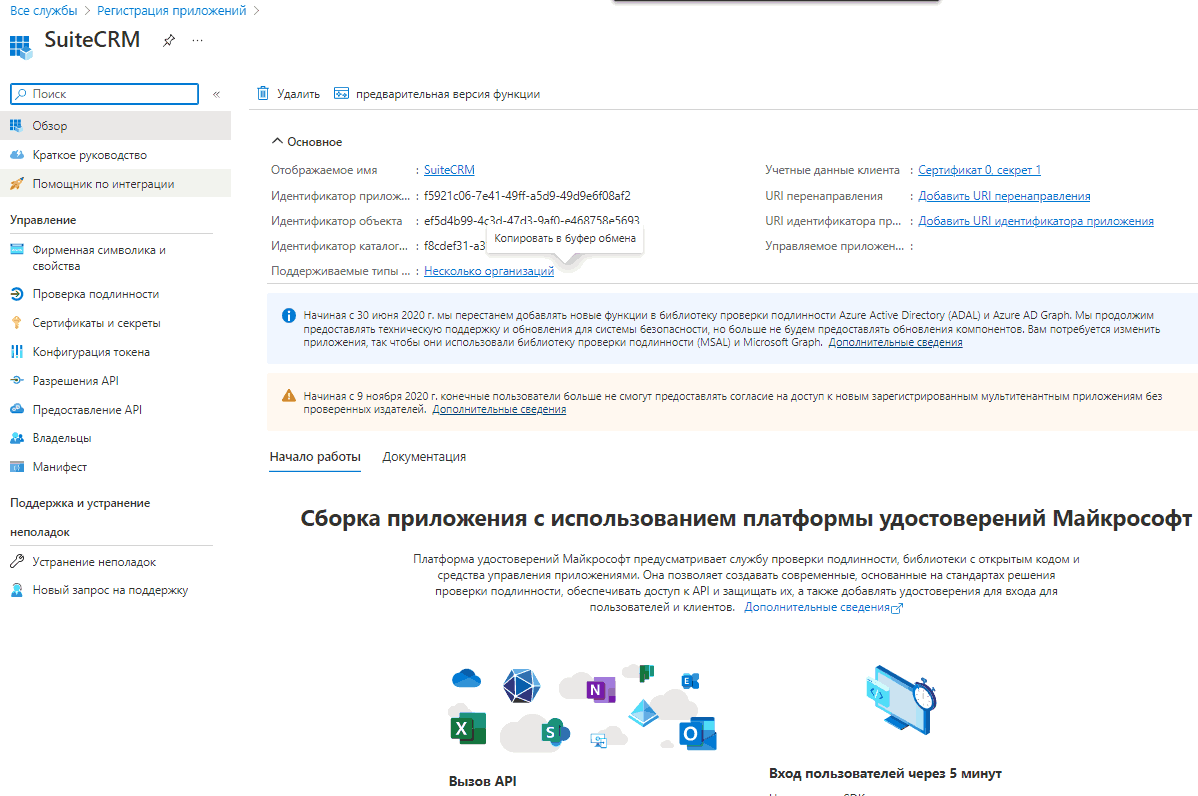 Все службы > Регистрация приложений >
SuiteCRM ...
Поиск «
Обзор
Краткое руководство
Помощник по интеграции
Управление
Фирменная символика и
свойства
Проверка подлинности
Сертификаты и секреты
Конфигурация токена
Разрешения API
Предоставление API
Владельцы
Манифест
Поддержка и устранение
неполадок
Устранение неполадок
Новый запрос на поддержку
Удалить предварительная версия функции
Основное
Отображаемое имя : SuiteCRM
Идентификатор прилож... : f5921c06-7e41-49ff-a5d9-49d9e6f08af2
Идентификатор объекта : ef5d4b99-4c3d-47d3-9af0-e468758e5693
Идентификатор каталог... : f8cdef31-a3
Копировать в буфер обмена
Поддерживаемые типы ... : Несколько организаций
Учетные данные клиента : Сертификат 0, секрет 1
URI перенаправления : Добавить URI перенаправления
URI идентификатора пр... : Добавить URI идентификатора приложения
Управляемое приложен... :
Начиная с 30 июня 2020 г. мы перестанем добавлять новые функции в библиотеку проверки подлинности Azure Active Directory (ADAL) и Azure AD Graph. Мы продолжим
предоставлять техническую поддержку и обновления для системы безопасности, но больше не будем предоставлять обновления компонентов. Вам потребуется изменить
приложения, так чтобы они использовали библиотеку проверки подлинности (MSAL) и Microsoft Graph. Дополнительные сведения
Начиная с 9 ноября 2020 г. конечные пользователи больше не смогут предоставлять согласие на доступ к новым зарегистрированным мультитенантным приложениям без
проверенных издателей. Дополнительные сведения
Начало работы Документация
Сборка приложения с использованием платформы удостоверений Майкрософт
Платформа удостоверений Майкрософт предусматривает службу проверки подлинности, библиотеки с открытым кодом и
средства управления приложениями. Она позволяет создавать современные, основанные на стандартах решения
проверки подлинности, обеспечивать доступ к API и защищать их, а также добавлять удостоверения для входа для
пользователей и клиентов. Дополнительные сведения
N
E
X
S
O
Вызов API
Вход пользователей через 5 минут